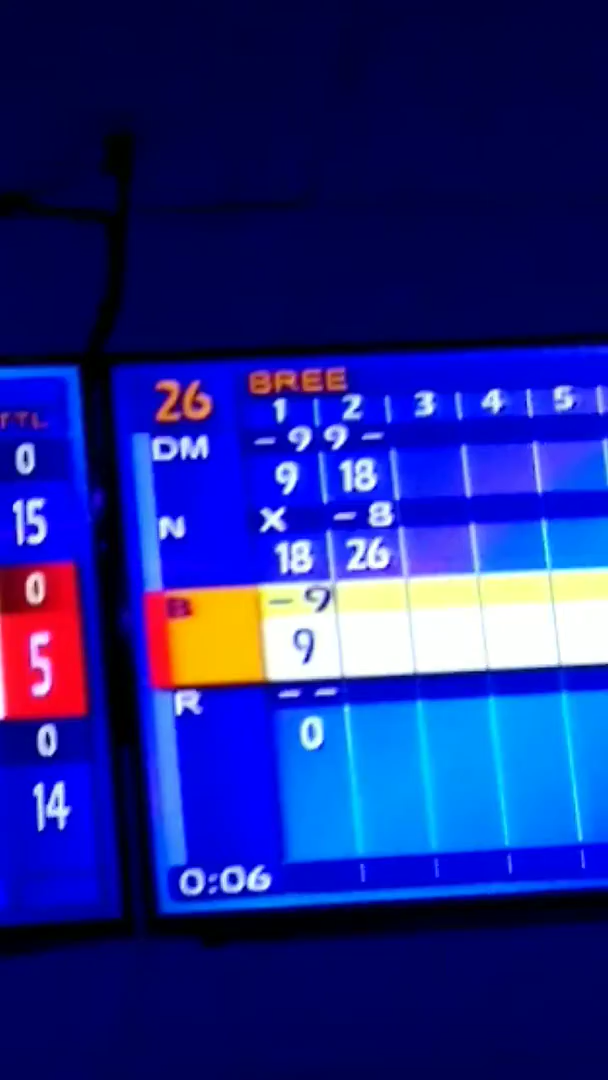 TTL
0
15
0
5
0
14
26 BREE
1 | 2 | 3 | 4 | 5 |
DM - 9 9 -
9 18
N X - 8
18 26
B - 9
9
R - -
0
0:06